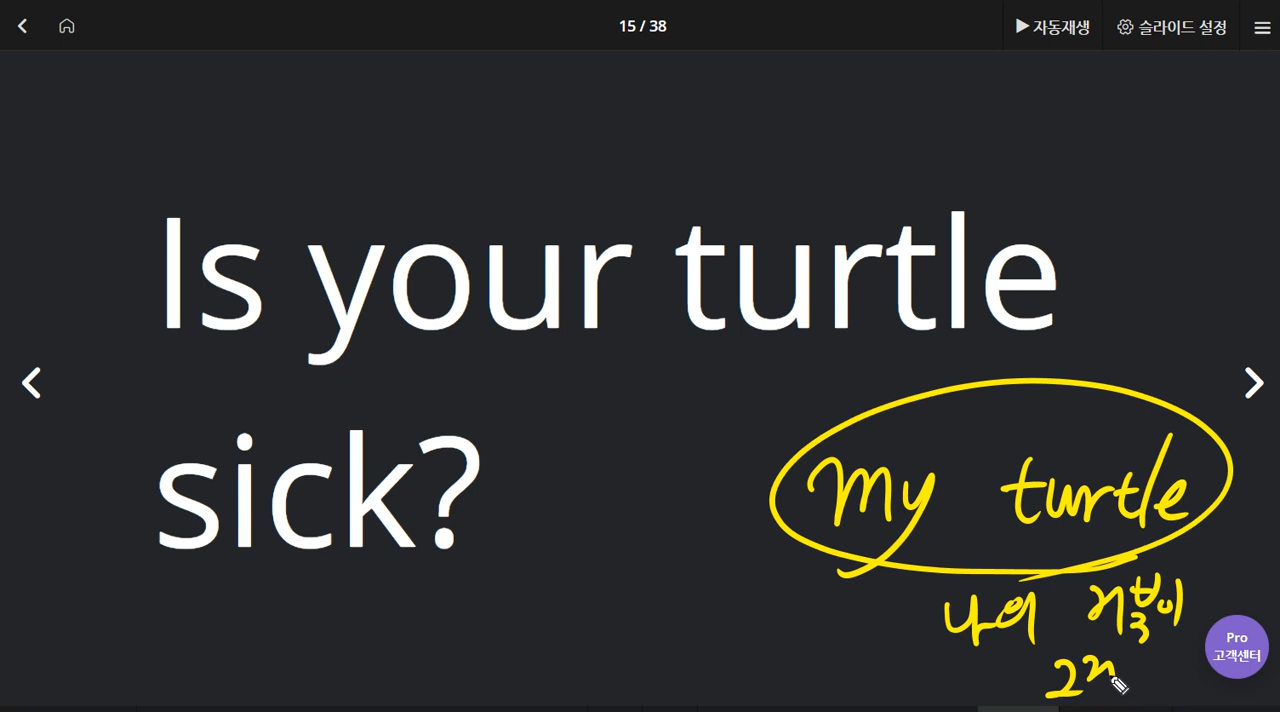 15 / 38
▶ 자동재생
슬라이드 설정
Is your turtle
sick?
My turtle
나의 거북이
Pro
고객센터